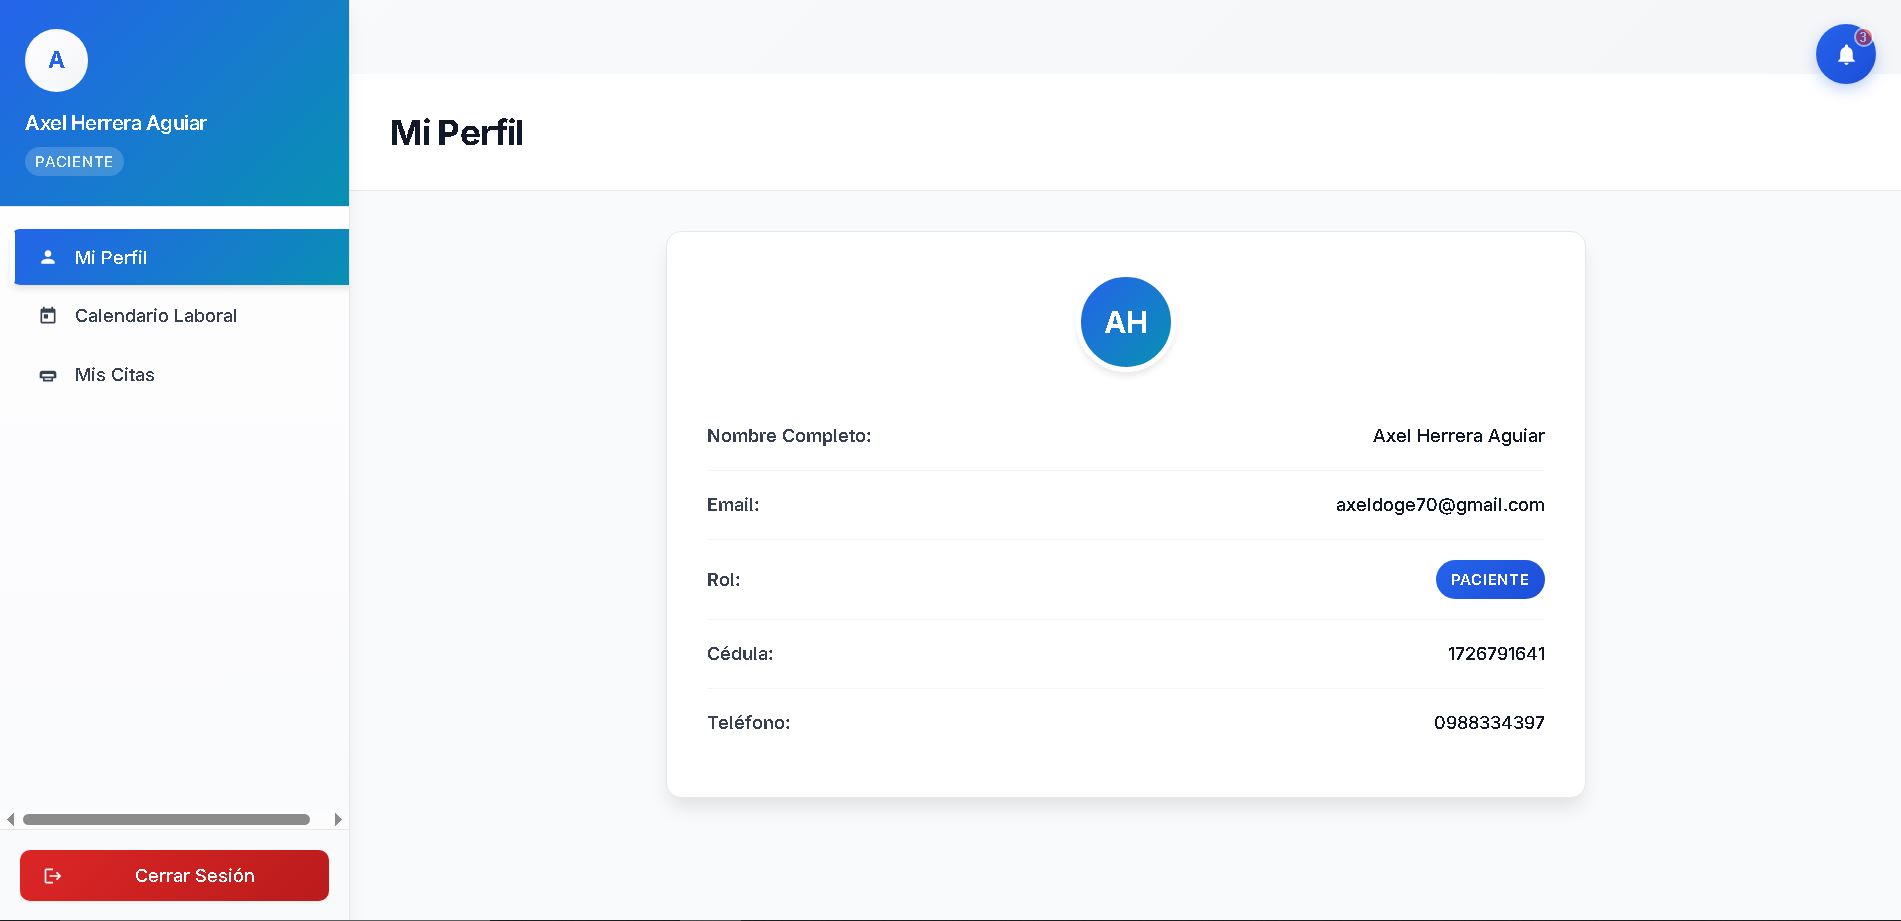 A
Axel Herrera Aguiar
PACIENTE
Mi Perfil
Calendario Laboral
Mis Citas
Cerrar Sesión
3
Mi Perfil
AH
Nombre Completo: Axel Herrera Aguiar
Email: axeldoge70@gmail.com
Rol: PACIENTE
Cédula: 1726791641
Teléfono: 0988334397